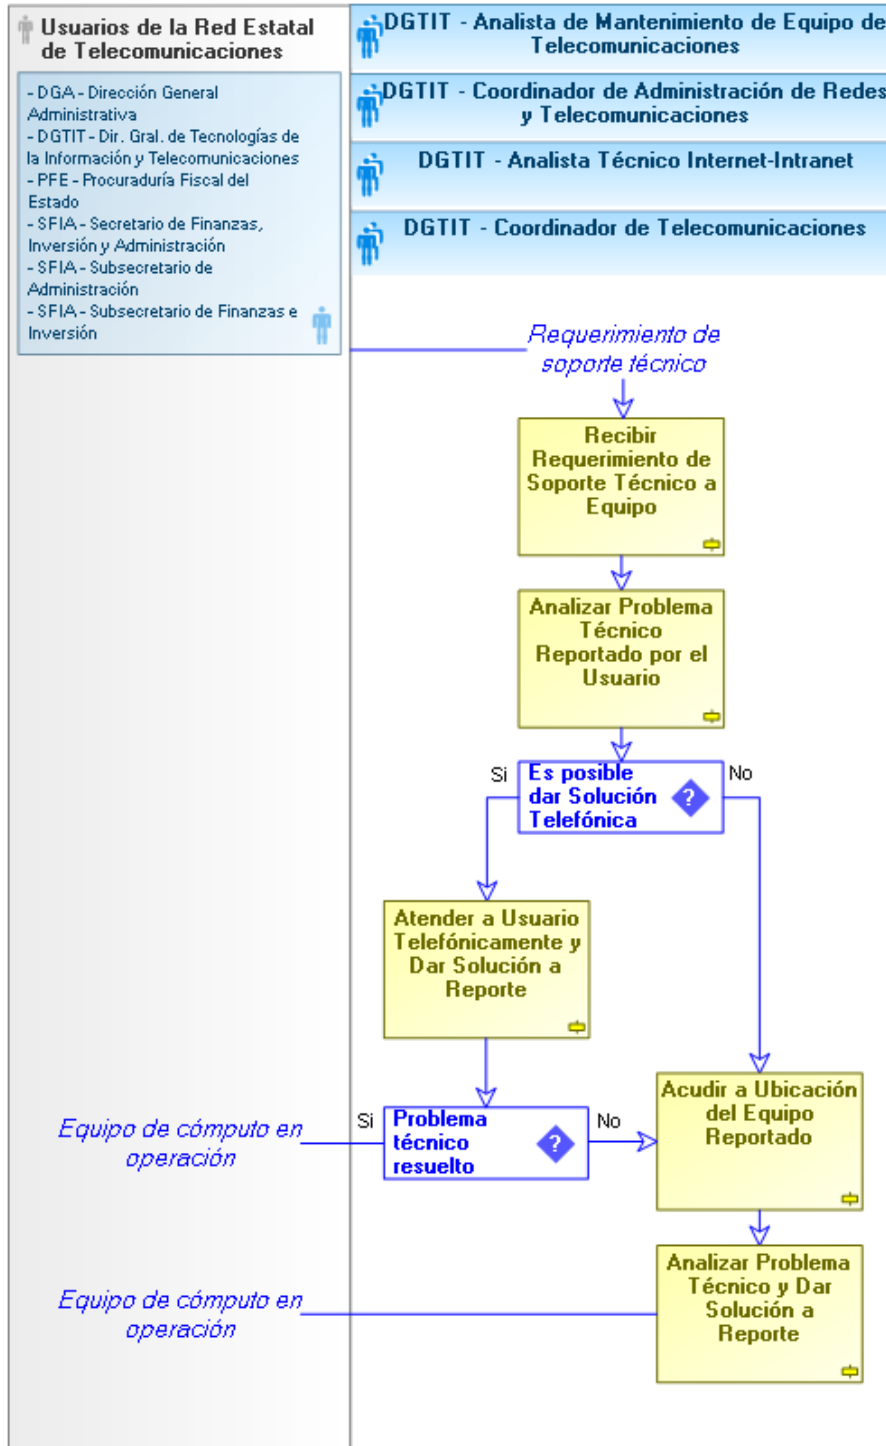 Usuarios de la Red Estatal
de Telecomunicaciones
- DGA - Dirección General
Administrativa
- DGTIT - Dir. Gral. de Tecnologías de
la Información y Telecomunicaciones
- PFE - Procuraduría Fiscal del
Estado
- SFIA - Secretario de Finanzas,
Inversión y Administración
- SFIA - Subsecretario de
Administración
- SFIA - Subsecretario de Finanzas e
Inversión
DGTIT - Analista de Mantenimiento de Equipo de
Telecomunicaciones
DGTIT - Coordinador de Administración de Redes
y Telecomunicaciones
DGTIT - Analista Técnico Internet-Intranet
DGTIT - Coordinador de Telecomunicaciones
Requerimiento de
soporte técnico
Recibir
Requerimiento de
Soporte Técnico a
Equipo
Analizar Problema
Técnico
Reportado por el
Usuario
Si
Es posible
dar Solución
Telefónica
?
No
Atender a Usuario
Telefónicamente y
Dar Solución a
Reporte
Equipo de cómputo en
operación
Si
Problema
técnico
resuelto
?
No
Acudir a Ubicación
del Equipo
Reportado
Equipo de cómputo en
operación
Analizar Problema
Técnico y Dar
Solución a
Reporte